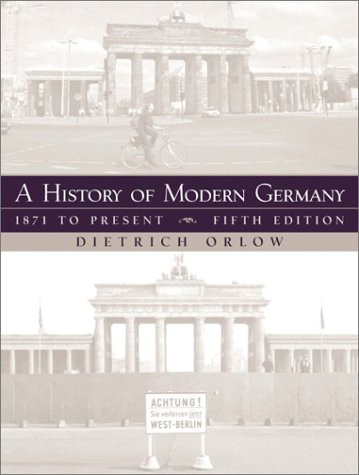 A HISTORY OF MODERN GERMANY
1871 TO PRESENT FIFTH EDITION
DIETRICH ORLOW
ACHTUNG!
Sie verlassen jetzt
WEST-BERLIN